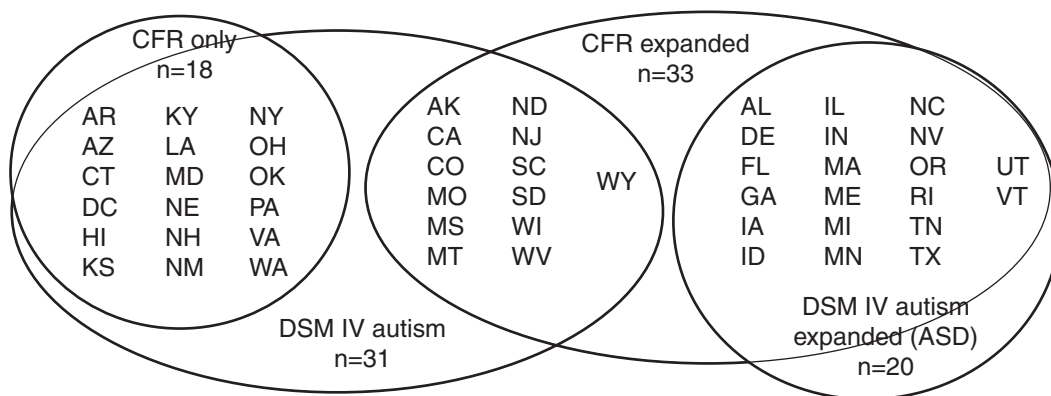 CFR only
n=18
AR KY NY
AZ LA OH
CT MD OK
DC NE PA
HI NH VA
KS NM WA
DSM IV autism
n=31
CFR expanded
n=33
AK ND
CA NJ
CO SC
MO SD
MS WI
MT WV
WY
AL IL NC
DE IN NV
FL MA OR UT
GA ME RI VT
IA MI TN
ID MN TX
DSM IV autism
expanded (ASD)
n=20